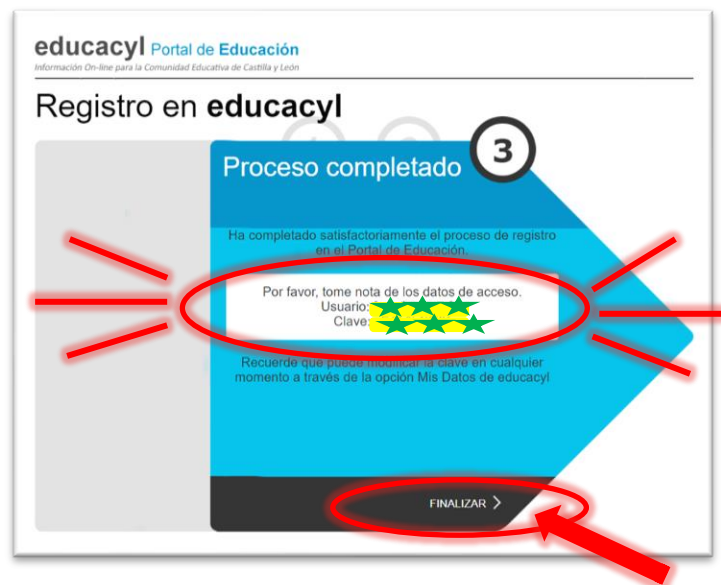 educacyl Portal de Educación
Información On-line para la Comunidad Educativa de Castilla y León
Registro en educacyl
Proceso completado
3
Ha completado satisfactoriamente el proceso de registro
en el Portal de Educación.
Por favor, tome nota de los datos de acceso.
Usuario:
Clave:
Recuerde que puede modificar la clave en cualquier
momento a través de la opción Mis Datos de educacyl
FINALIZAR >